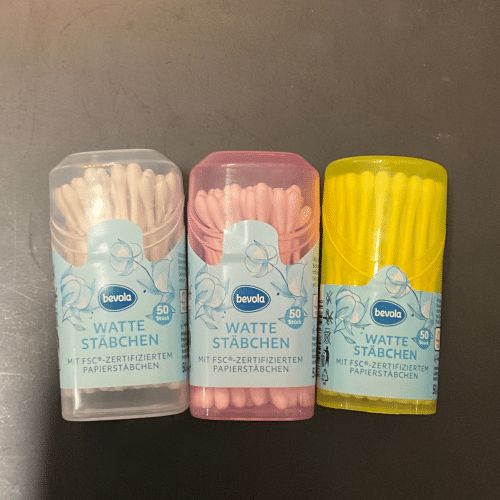 bevola
50
Stück
WATTE
STÄBCHEN
MIT FSC®-ZERTIFIZIERTEM
PAPIERSTÄBCHEN
bevola
50
Stück
WATTE
STÄBCHEN
MIT FSC®-ZERTIFIZIERTEM
PAPIERSTÄBCHEN
bevola
50
Stück
WATTE
STÄBCHEN
MIT FSC®-ZERTIFIZIERTEM
PAPIERSTÄBCHEN